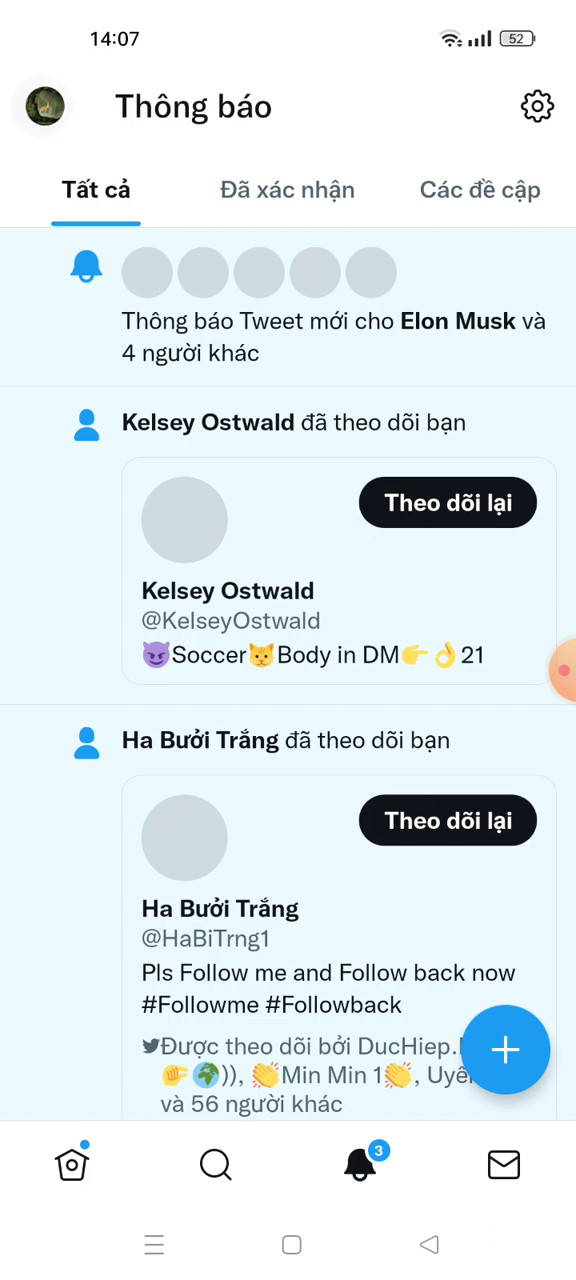 14:07
52
Thông báo
Tất cả
Đã xác nhận
Các đề cập
Thông báo Tweet mới cho Elon Musk và
4 người khác
Kelsey Ostwald đã theo dõi bạn
Theo dõi lại
Kelsey Ostwald
@KelseyOstwald
😈Soccer🐱Body in DM👉👌21
Ha Bưởi Trắng đã theo dõi bạn
Theo dõi lại
Ha Bưởi Trắng
@HaBiTrng1
Pls Follow me and Follow back now
#Followme #Followback
Được theo dõi bởi DucHiep.
🌍)), 👏Min Min 1👏,
và 56 người khác
3